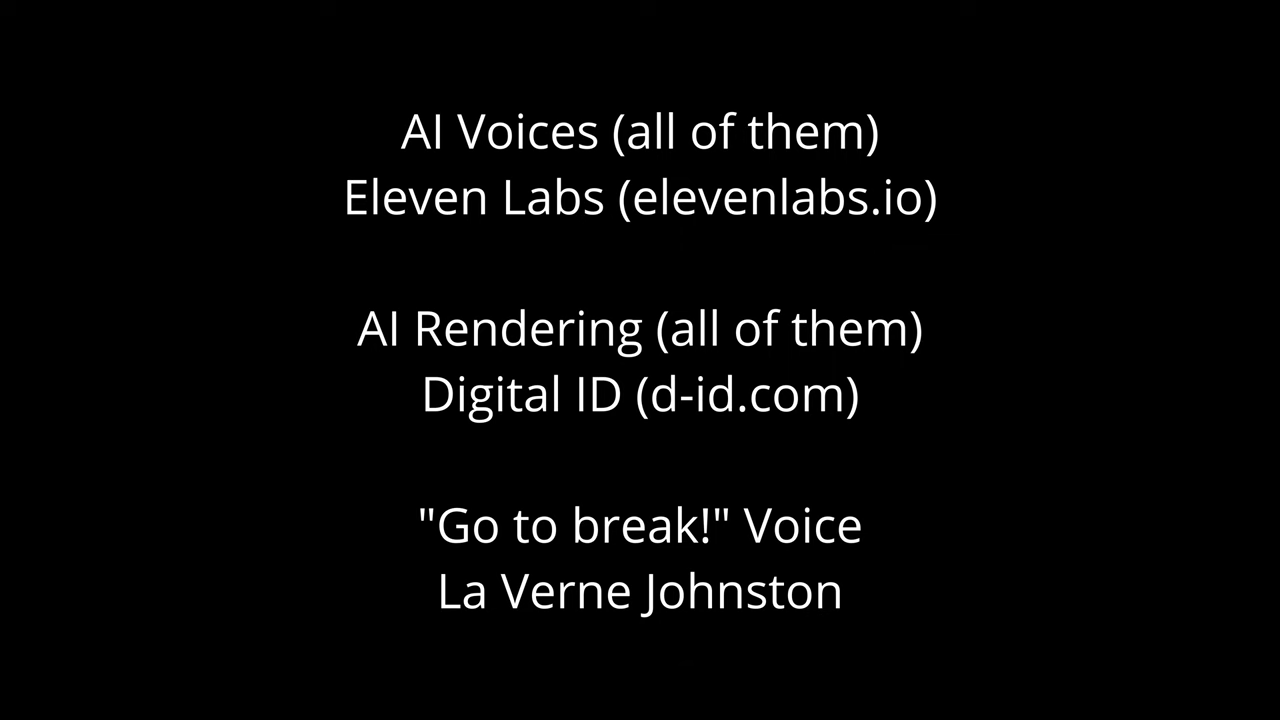 AI Voices (all of them)
Eleven Labs (elevenlabs.io)
AI Rendering (all of them)
Digital ID (d-id.com)
"Go to break!" Voice
La Verne Johnston